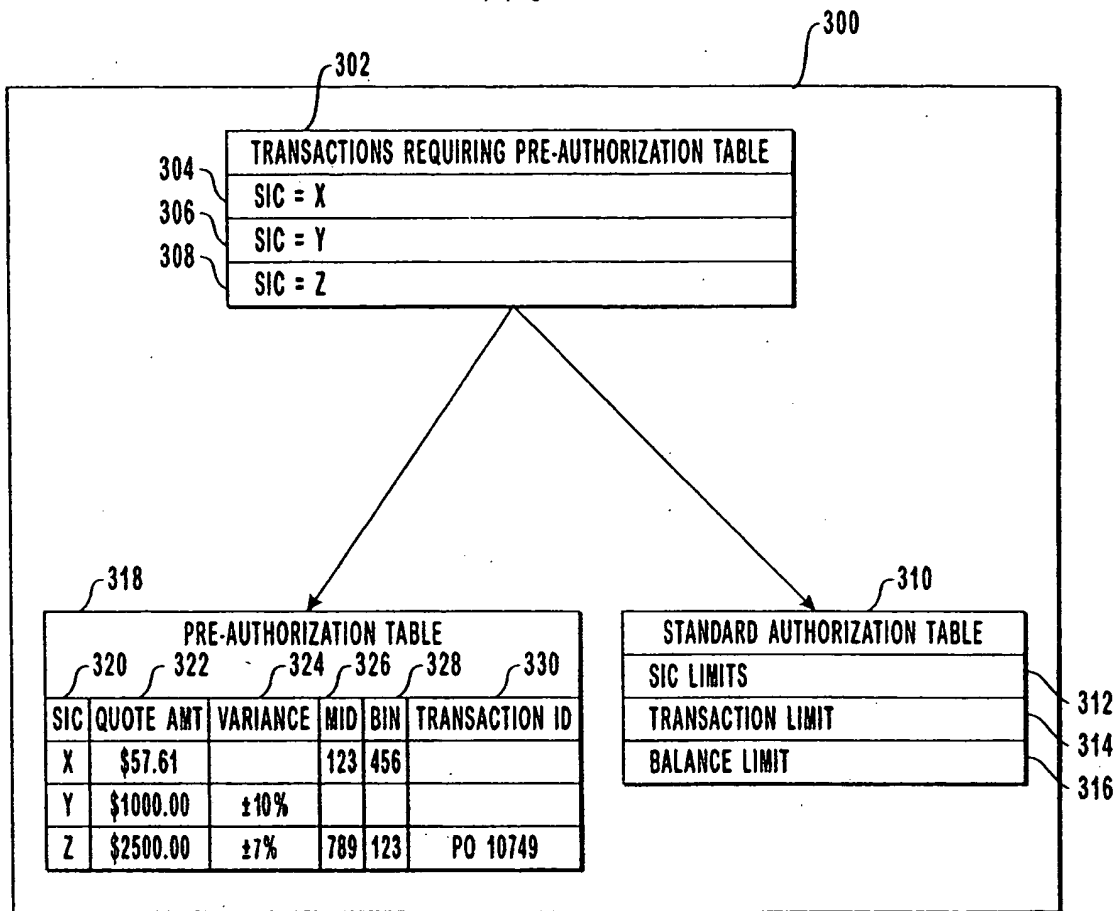 300
302
TRANSACTIONS REQUIRING PRE-AUTHORIZATION TABLE
304
SIC = X
306
SIC = Y
308
SIC = Z
318
PRE-AUTHORIZATION TABLE
320 322 324 326 328 330
SIC QUOTE AMT VARIANCE MID BIN TRANSACTION ID
X $57.61 123 456
Y $1000.00 ±10%
Z $2500.00 ±7% 789 123 PO 10749
310
STANDARD AUTHORIZATION TABLE
SIC LIMITS
312
TRANSACTION LIMIT
314
BALANCE LIMIT
316